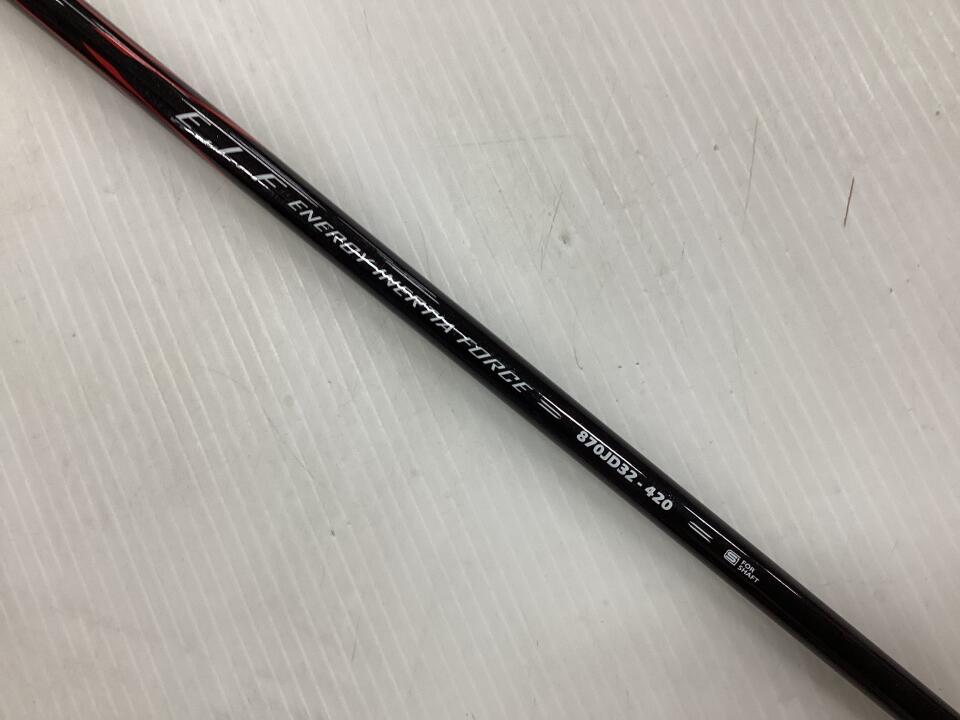 E.I.F
ENERGY INERTIA FORCE
870JD32 - 420
S FOR
SHAFT